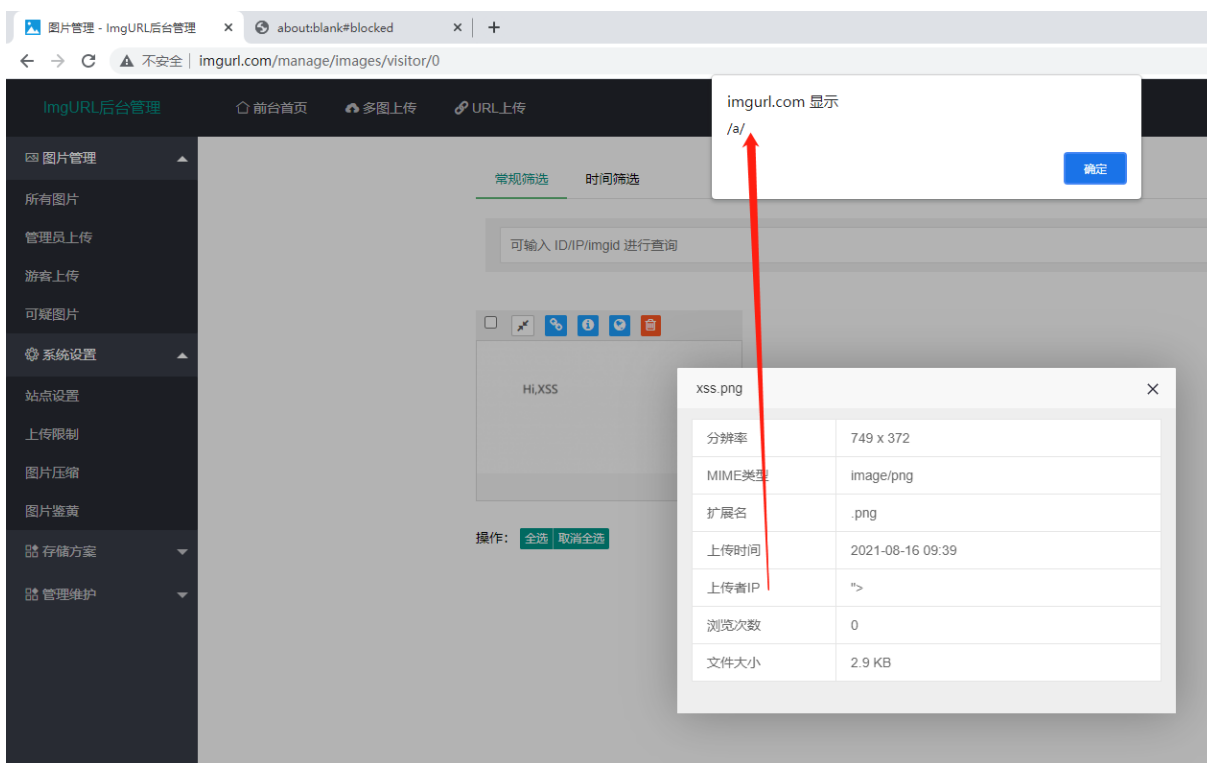 图片管理 - ImgURL后台管理
about:blank#blocked
不安全
imgurl.com/manage/images/visitor/0
ImgURL后台管理
前台首页
多图上传
URL上传
imgurl.com 显示
/a/
确定
图片管理
所有图片
管理员上传
游客上传
可疑图片
系统设置
站点设置
上传限制
图片压缩
图片鉴黄
存储方案
管理维护
常规筛选
时间筛选
可输入 ID/IP/imgid 进行查询
Hi,XSS
操作： 全选 取消全选
xss.png
分辨率 749 x 372
MIME类型 image/png
扩展名 .png
上传时间 2021-08-16 09:39
上传者IP ">
浏览次数 0
文件大小 2.9 KB